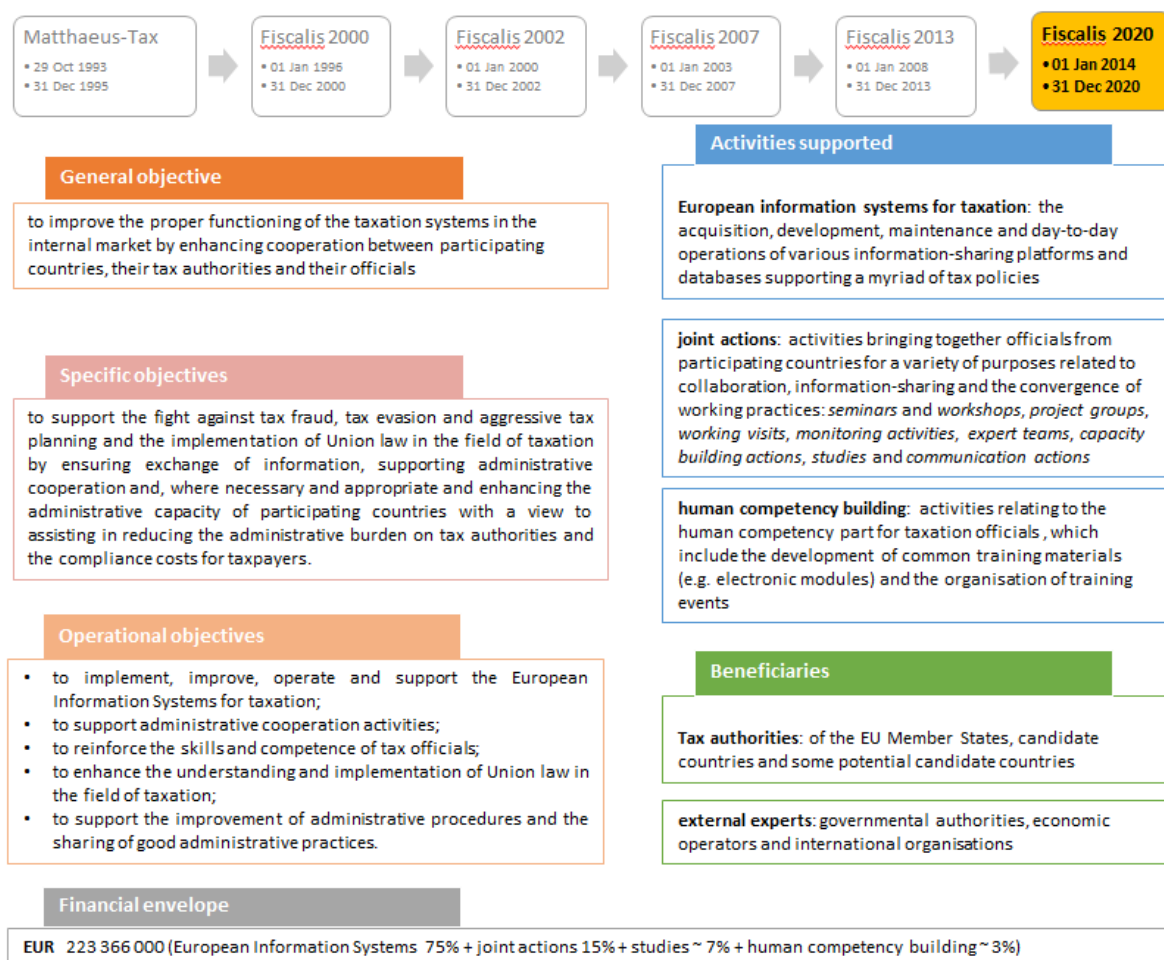 Matthaeus-Tax
• 29 Oct 1993
• 31 Dec 1995
Fiscalis 2000
• 01 Jan 1996
• 31 Dec 2000
Fiscalis 2002
• 01 Jan 2000
• 31 Dec 2002
Fiscalis 2007
• 01 Jan 2003
• 31 Dec 2007
Fiscalis 2013
• 01 Jan 2008
• 31 Dec 2013
Fiscalis 2020
• 01 Jan 2014
• 31 Dec 2020
General objective
to improve the proper functioning of the taxation systems in the
internal market by enhancing cooperation between participating
countries, their tax authorities and their officials
Specific objectives
to support the fight against tax fraud, tax evasion and aggressive tax
planning and the implementation of Union law in the field of taxation
by ensuring exchange of information, supporting administrative
cooperation and, where necessary and appropriate and enhancing the
administrative capacity of participating countries with a view to
assisting in reducing the administrative burden on tax authorities and
the compliance costs for taxpayers.
Operational objectives
• to implement, improve, operate and support the European
Information Systems for taxation;
• to support administrative cooperation activities;
• to reinforce the skills and competence of tax officials;
• to enhance the understanding and implementation of Union law in
the field of taxation;
• to support the improvement of administrative procedures and the
sharing of good administrative practices.
Activities supported
European information systems for taxation: the
acquisition, development, maintenance and day-to-day
operations of various information-sharing platforms and
databases supporting a myriad of tax policies
joint actions: activities bringing together officials from
participating countries for a variety of purposes related to
collaboration, information-sharing and the convergence of
working practices: seminars and workshops, project groups,
working visits, monitoring activities, expert teams, capacity
building actions, studies and communication actions
human competency building: activities relating to the
human competency part for taxation officials , which
include the development of common training materials
(e.g. electronic modules) and the organisation of training
events
Beneficiaries
Tax authorities: of the EU Member States, candidate
countries and some potential candidate countries
external experts: governmental authorities, economic
operators and international organisations
Financial envelope
EUR 223 366 000 (European Information Systems 75% + joint actions 15% + studies ~ 7% + human competency building ~ 3%)